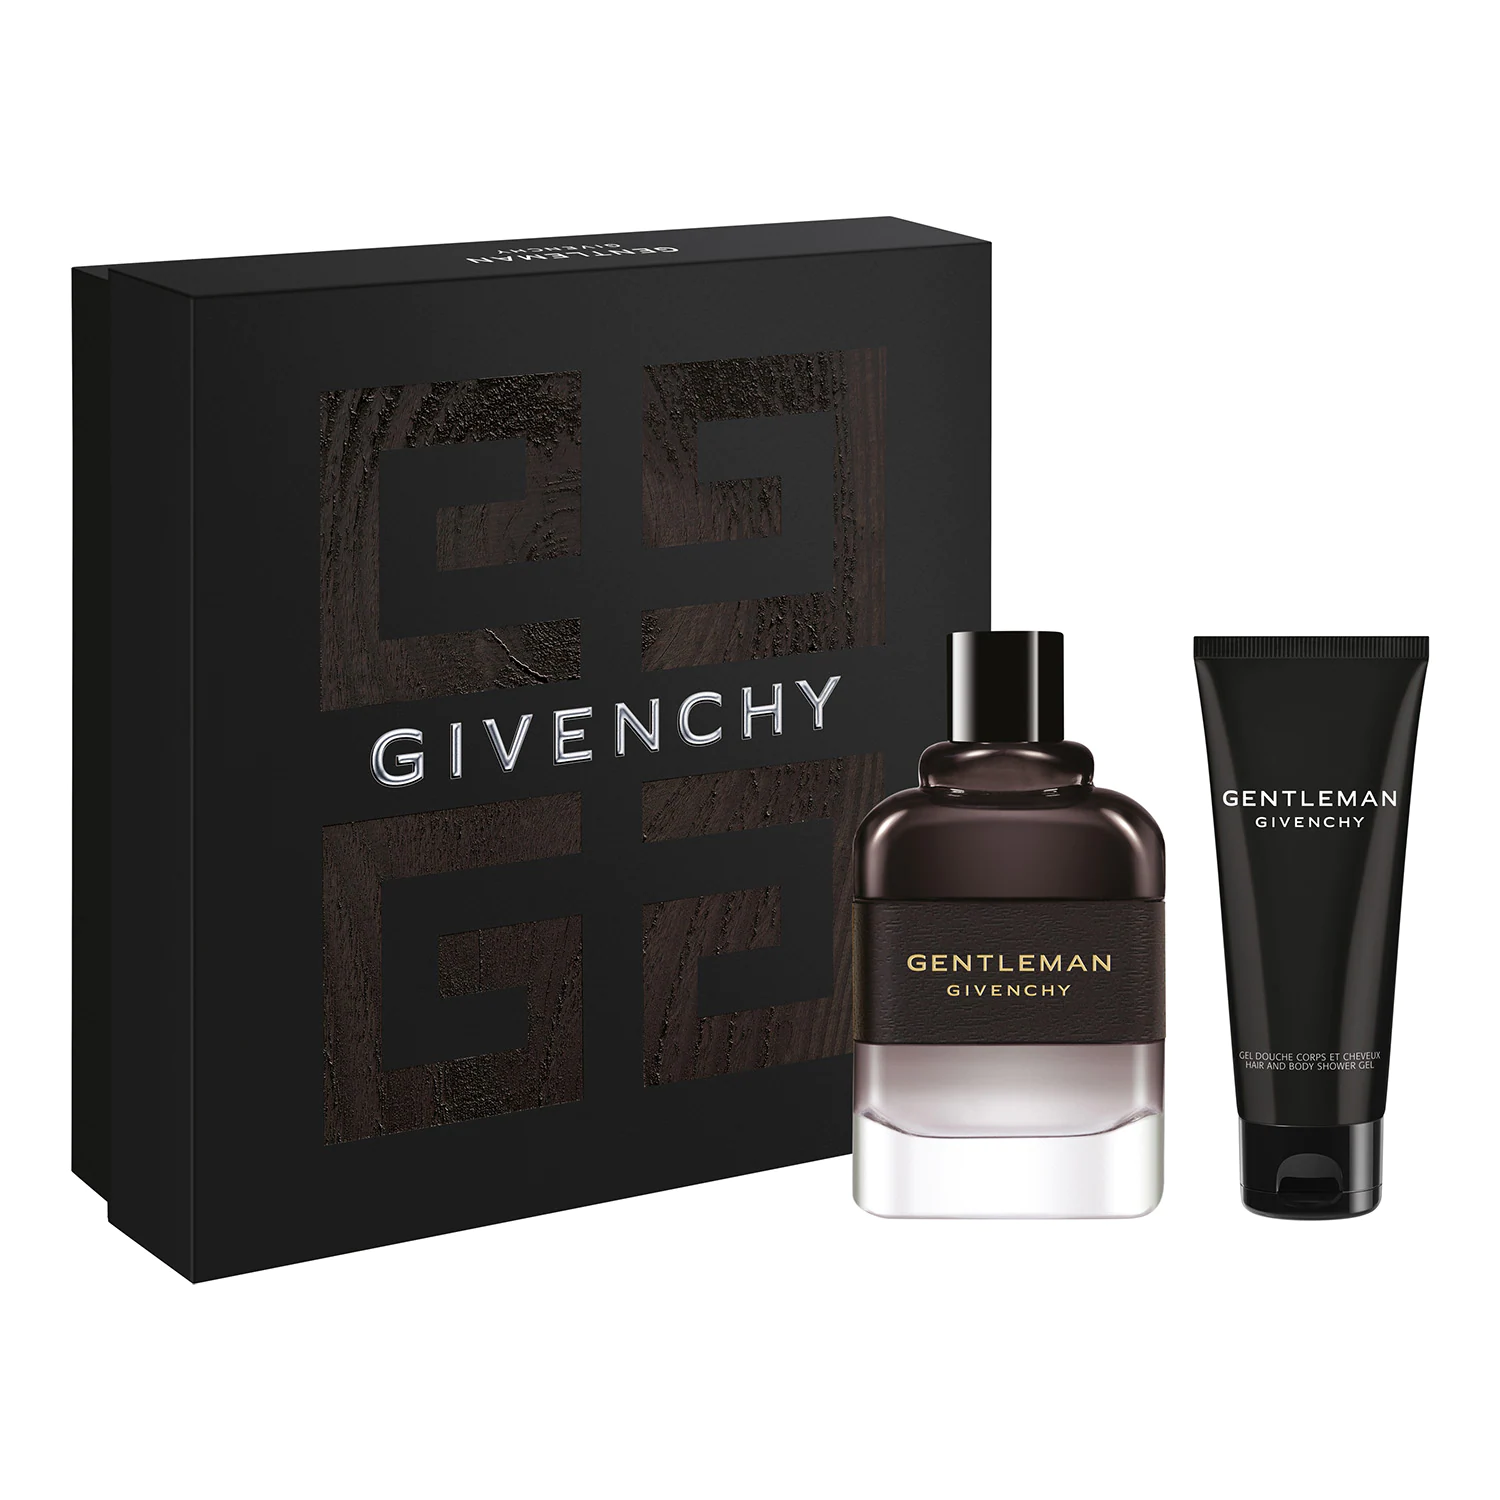 GENTLEMAN
GIVENCHY
GIVENCHY
GENTLEMAN
GIVENCHY
GENTLEMAN
GIVENCHY
GEL DOUCHE CORPS ET CHEVEUX
HAIR AND BODY SHOWER GEL